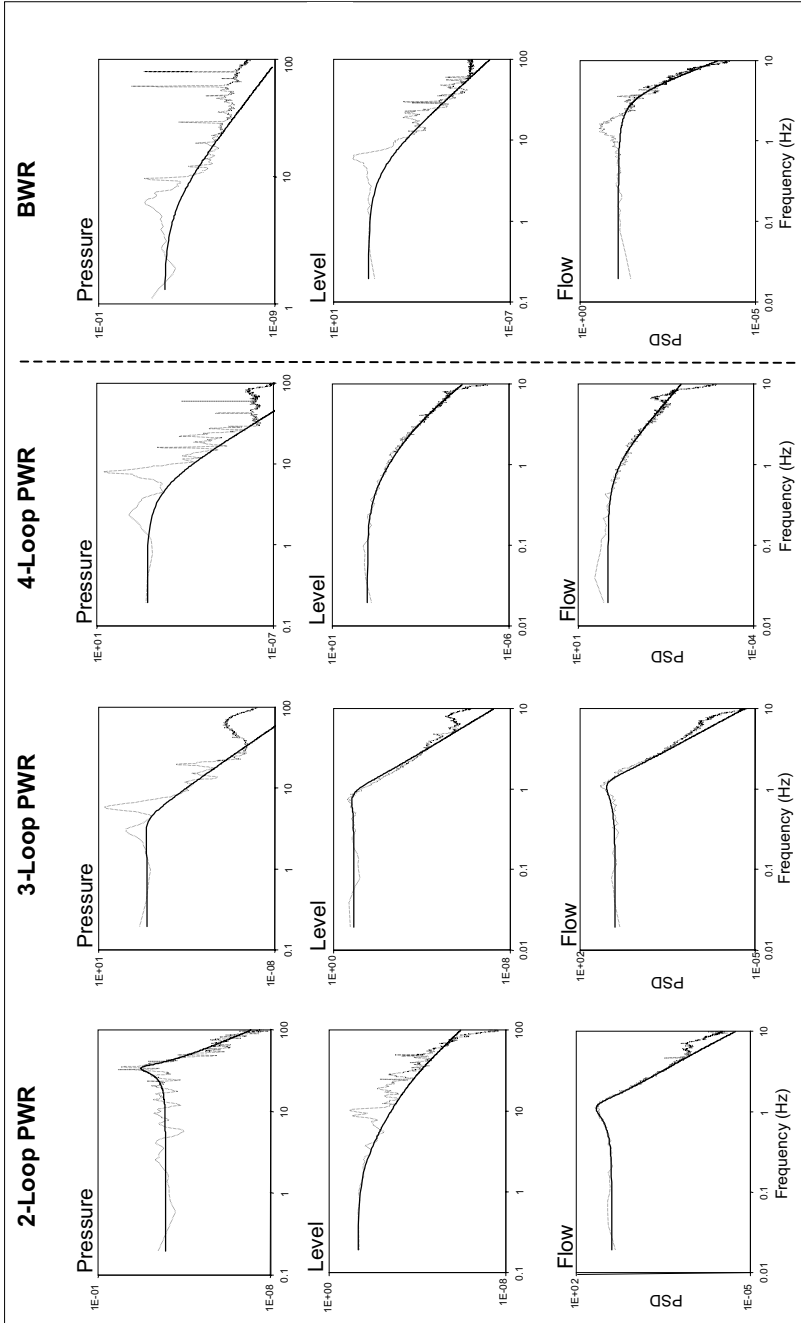 2-Loop PWR
3-Loop PWR
4-Loop PWR
BWR
Pressure
1E-01
1E-08
0.1 1 10 100
Pressure
1E+01
1E-08
0.1 1 10 100
Pressure
1E+01
1E-07
0.1 1 10 100
Pressure
1E-01
1E-09
1 10 100
Level
1E+00
1E-08
0.1 1 10 100
Level
1E+00
1E-08
0.01 0.1 1 10
Level
1E+01
1E-06
0.01 0.1 1 10
Level
1E+01
1E-07
0.1 1 10 100
Flow
1E+02
PSD
1E-05
0.01 0.1 1 10
Frequency (Hz)
Flow
1E+02
PSD
1E-05
0.01 0.1 1 10
Frequency (Hz)
Flow
1E+01
PSD
1E-04
0.01 0.1 1 10
Frequency (Hz)
Flow
1E-+00
PSD
1E-05
0.01 0.1 1 10
Frequency (Hz)